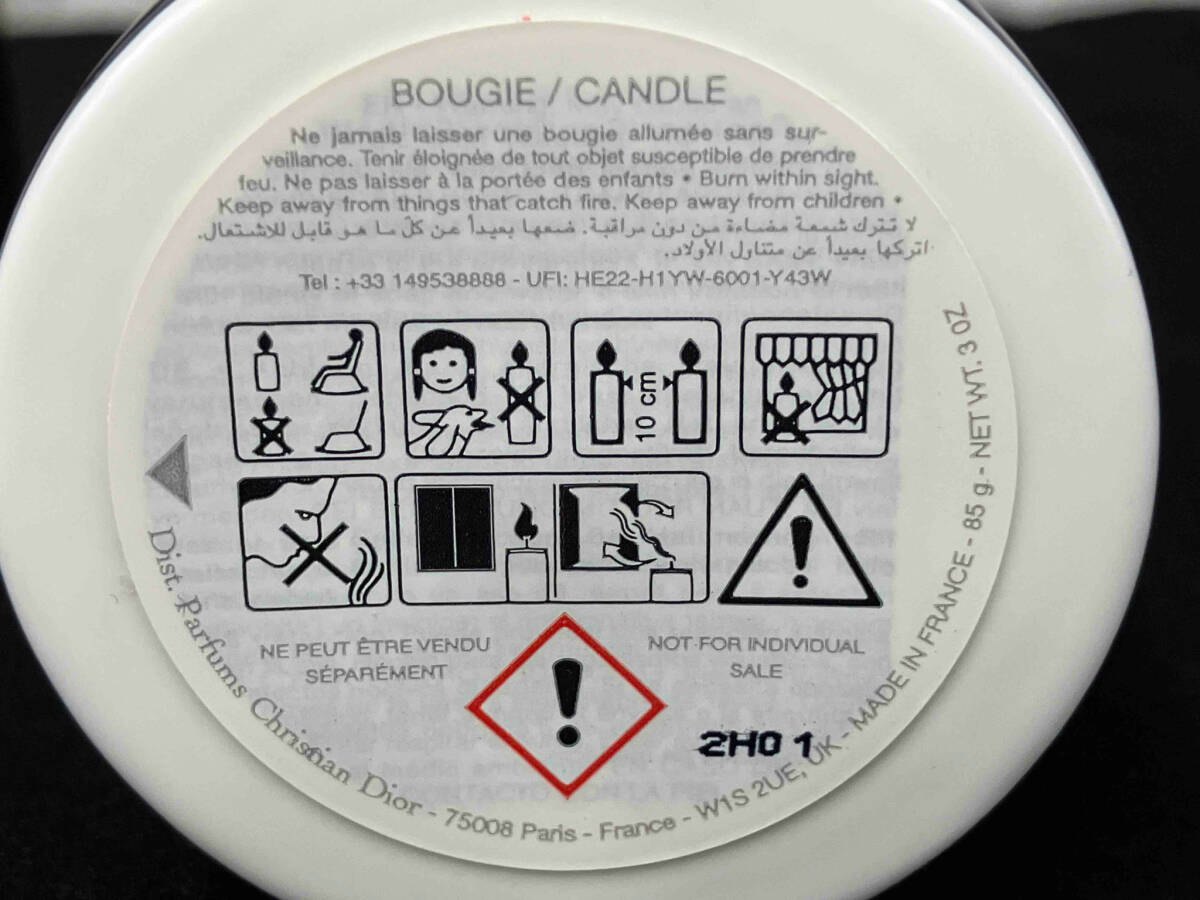 BOUGIE / CANDLE
Ne jamais laisser une bougie allumée sans sur-
veillance. Tenir éloignée de tout objet susceptible de prendre
feu. Ne pas laisser à la portée des enfants • Burn within sight.
Keep away from things that catch fire. Keep away from children •
لا تترك شمعة مضاءة من دون مراقبة. ضعها بعيداً عن كلّ ما هو قابل للاشتعال.
اتركها بعيداً عن متناول الأولاد.
Tel : +33 149538888 - UFI: HE22-H1YW-6001-Y43W
10 cm
NE PEUT ÊTRE VENDU
SÉPARÉMENT
NOT FOR INDIVIDUAL
SALE
2H01
Dist. Parfums Christian Dior - 75008 Paris - France - W1S 2UE, UK - MADE IN FRANCE - 85 g - NET WT. 3 OZ